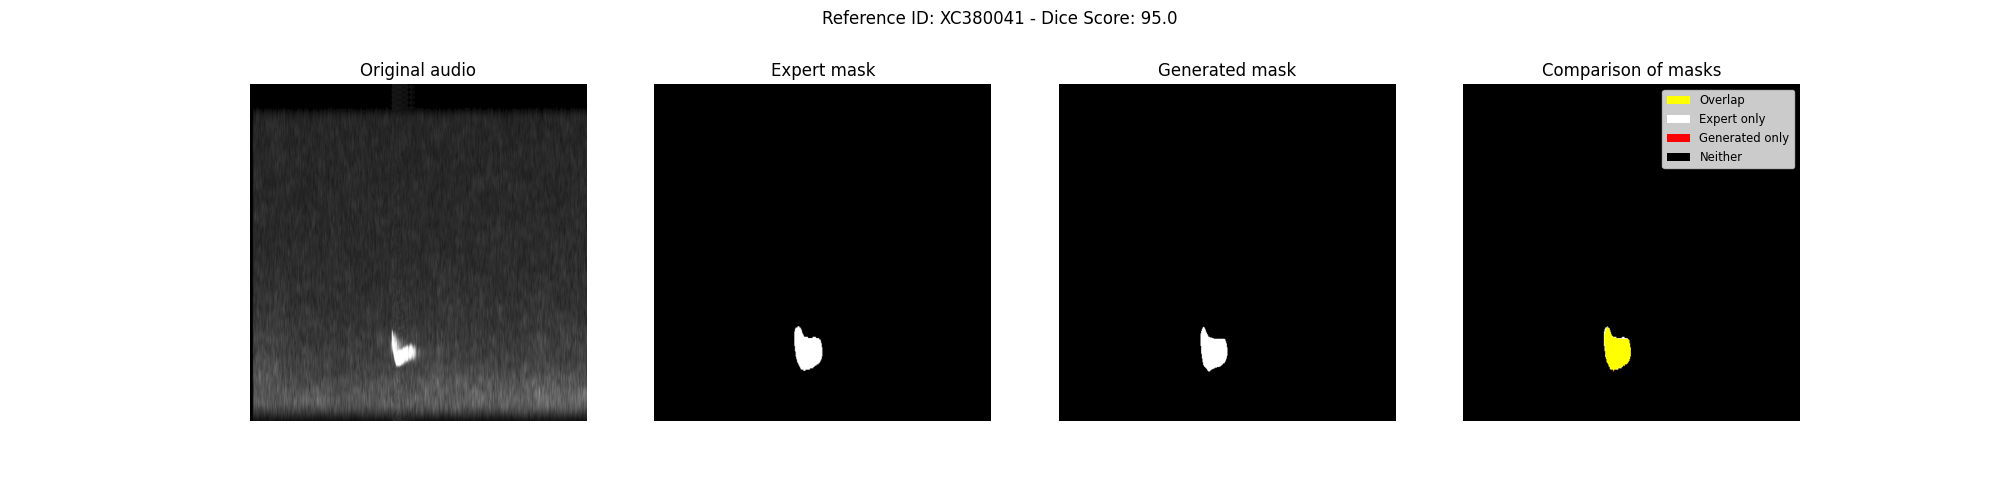 Reference ID: XC380041 - Dice Score: 95.0
Original audio
Expert mask
Generated mask
Comparison of masks
Overlap
Expert only
Generated only
Neither